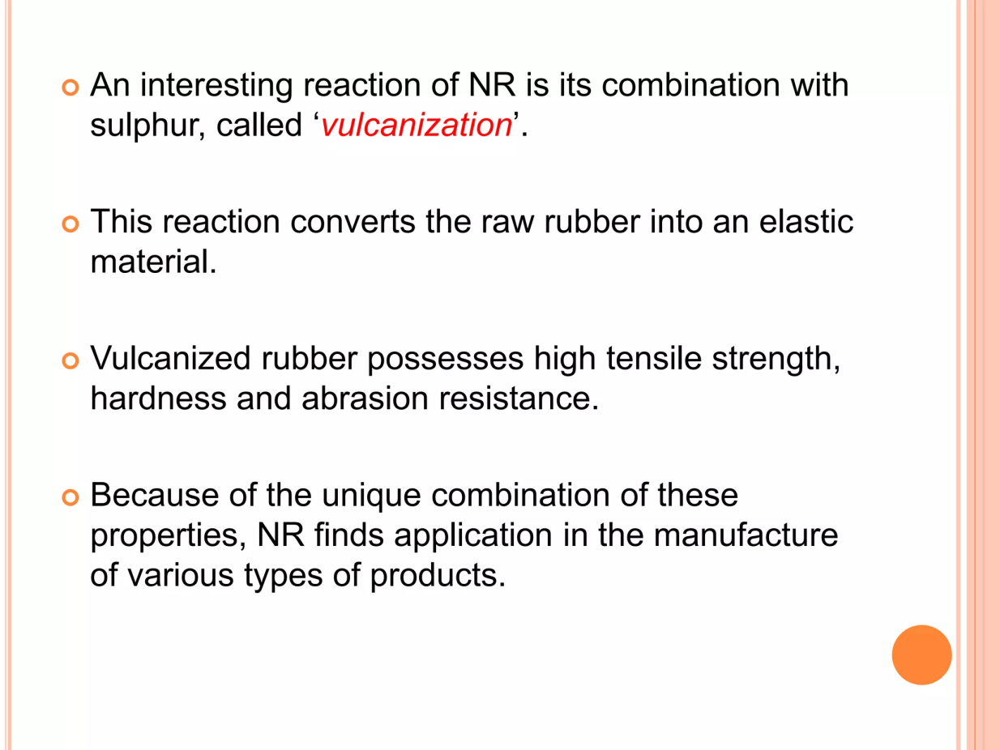 An interesting reaction of NR is its combination with
sulphur, called ‘vulcanization’.
This reaction converts the raw rubber into an elastic
material.
Vulcanized rubber possesses high tensile strength,
hardness and abrasion resistance.
Because of the unique combination of these
properties, NR finds application in the manufacture
of various types of products.